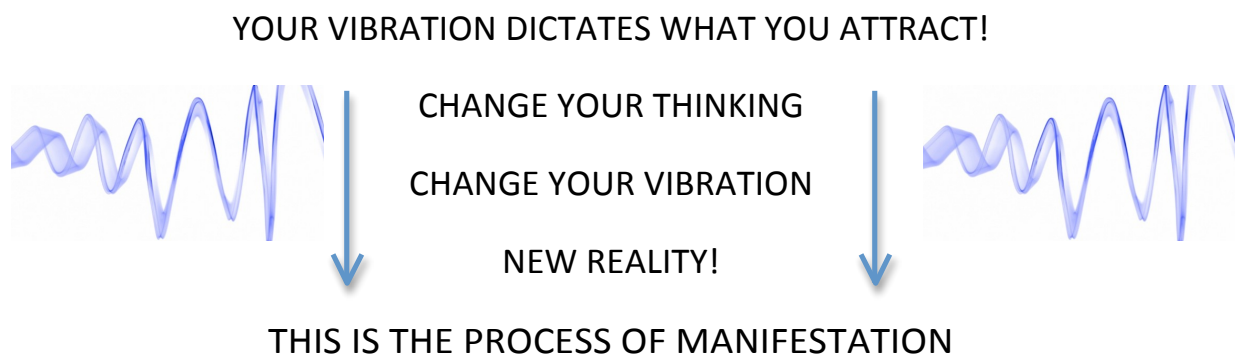 YOUR VIBRATION DICTATES WHAT YOU ATTRACT!
CHANGE YOUR THINKING
CHANGE YOUR VIBRATION
NEW REALITY!
THIS IS THE PROCESS OF MANIFESTATION